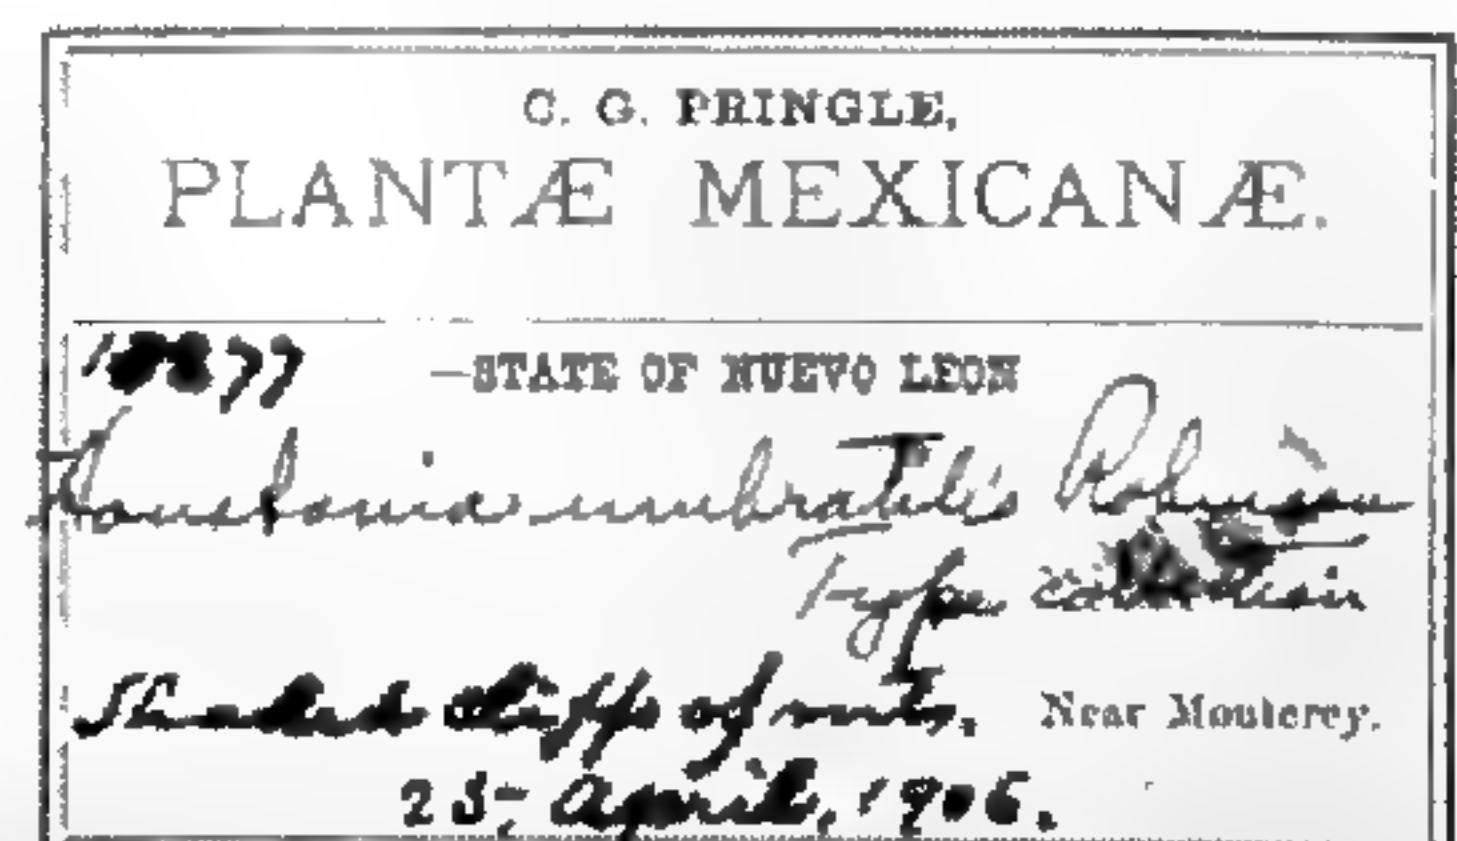 C. G. PRINGLE,
PLANTÆ MEXICANÆ.
—STATE OF NUEVO LEON
Houstonia umbratilis Robinson
Type collection
Shaded cliffs of mts, Near Monterey.
25 April, 1906.